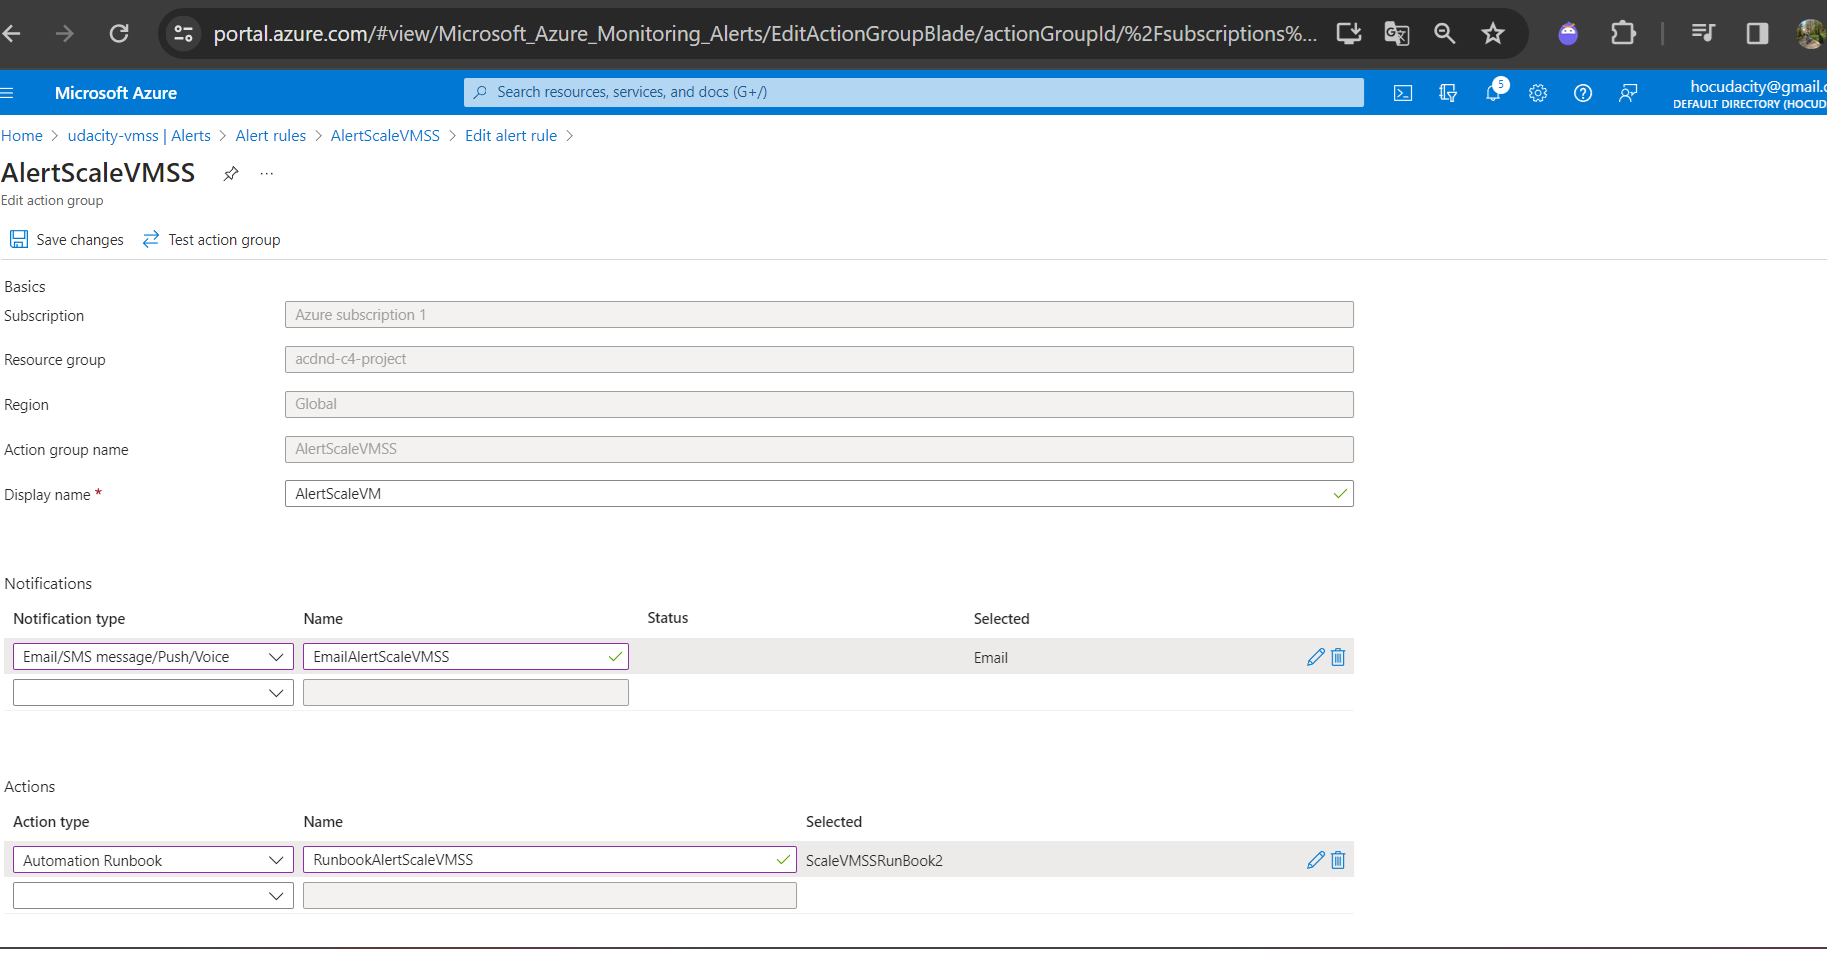 portal.azure.com/#view/Microsoft_Azure_Monitoring_Alerts/EditActionGroupBlade/actionGroupId/%2Fsubscriptions%...
Microsoft Azure
Search resources, services, and docs (G+/)
5
hocudacity@gmail.c
DEFAULT DIRECTORY (HOCUD
Home > udacity-vmss | Alerts > Alert rules > AlertScaleVMSS > Edit alert rule >
AlertScaleVMSS ...
Edit action group
Save changes Test action group
Basics
Subscription Azure subscription 1
Resource group acdnd-c4-project
Region Global
Action group name AlertScaleVMSS
Display name * AlertScaleVM
Notifications
Notification type Name Status Selected
Email/SMS message/Push/Voice EmailAlertScaleVMSS Email
Actions
Action type Name Selected
Automation Runbook RunbookAlertScaleVMSS ScaleVMSSRunBook2